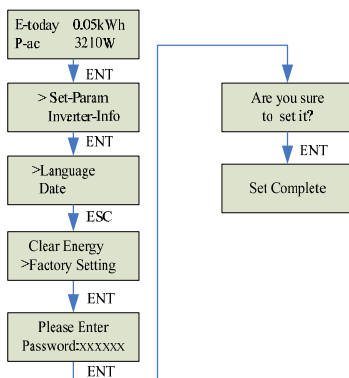 E-today 0.05kWh
P-ac 3210W
ENT
> Set-Param
Inverter-Info
ENT
>Language
Date
ESC
Clear Energy
>Factory Setting
ENT
Please Enter
Password:xxxxxx
ENT
Are you sure
to set it?
ENT
Set Complete